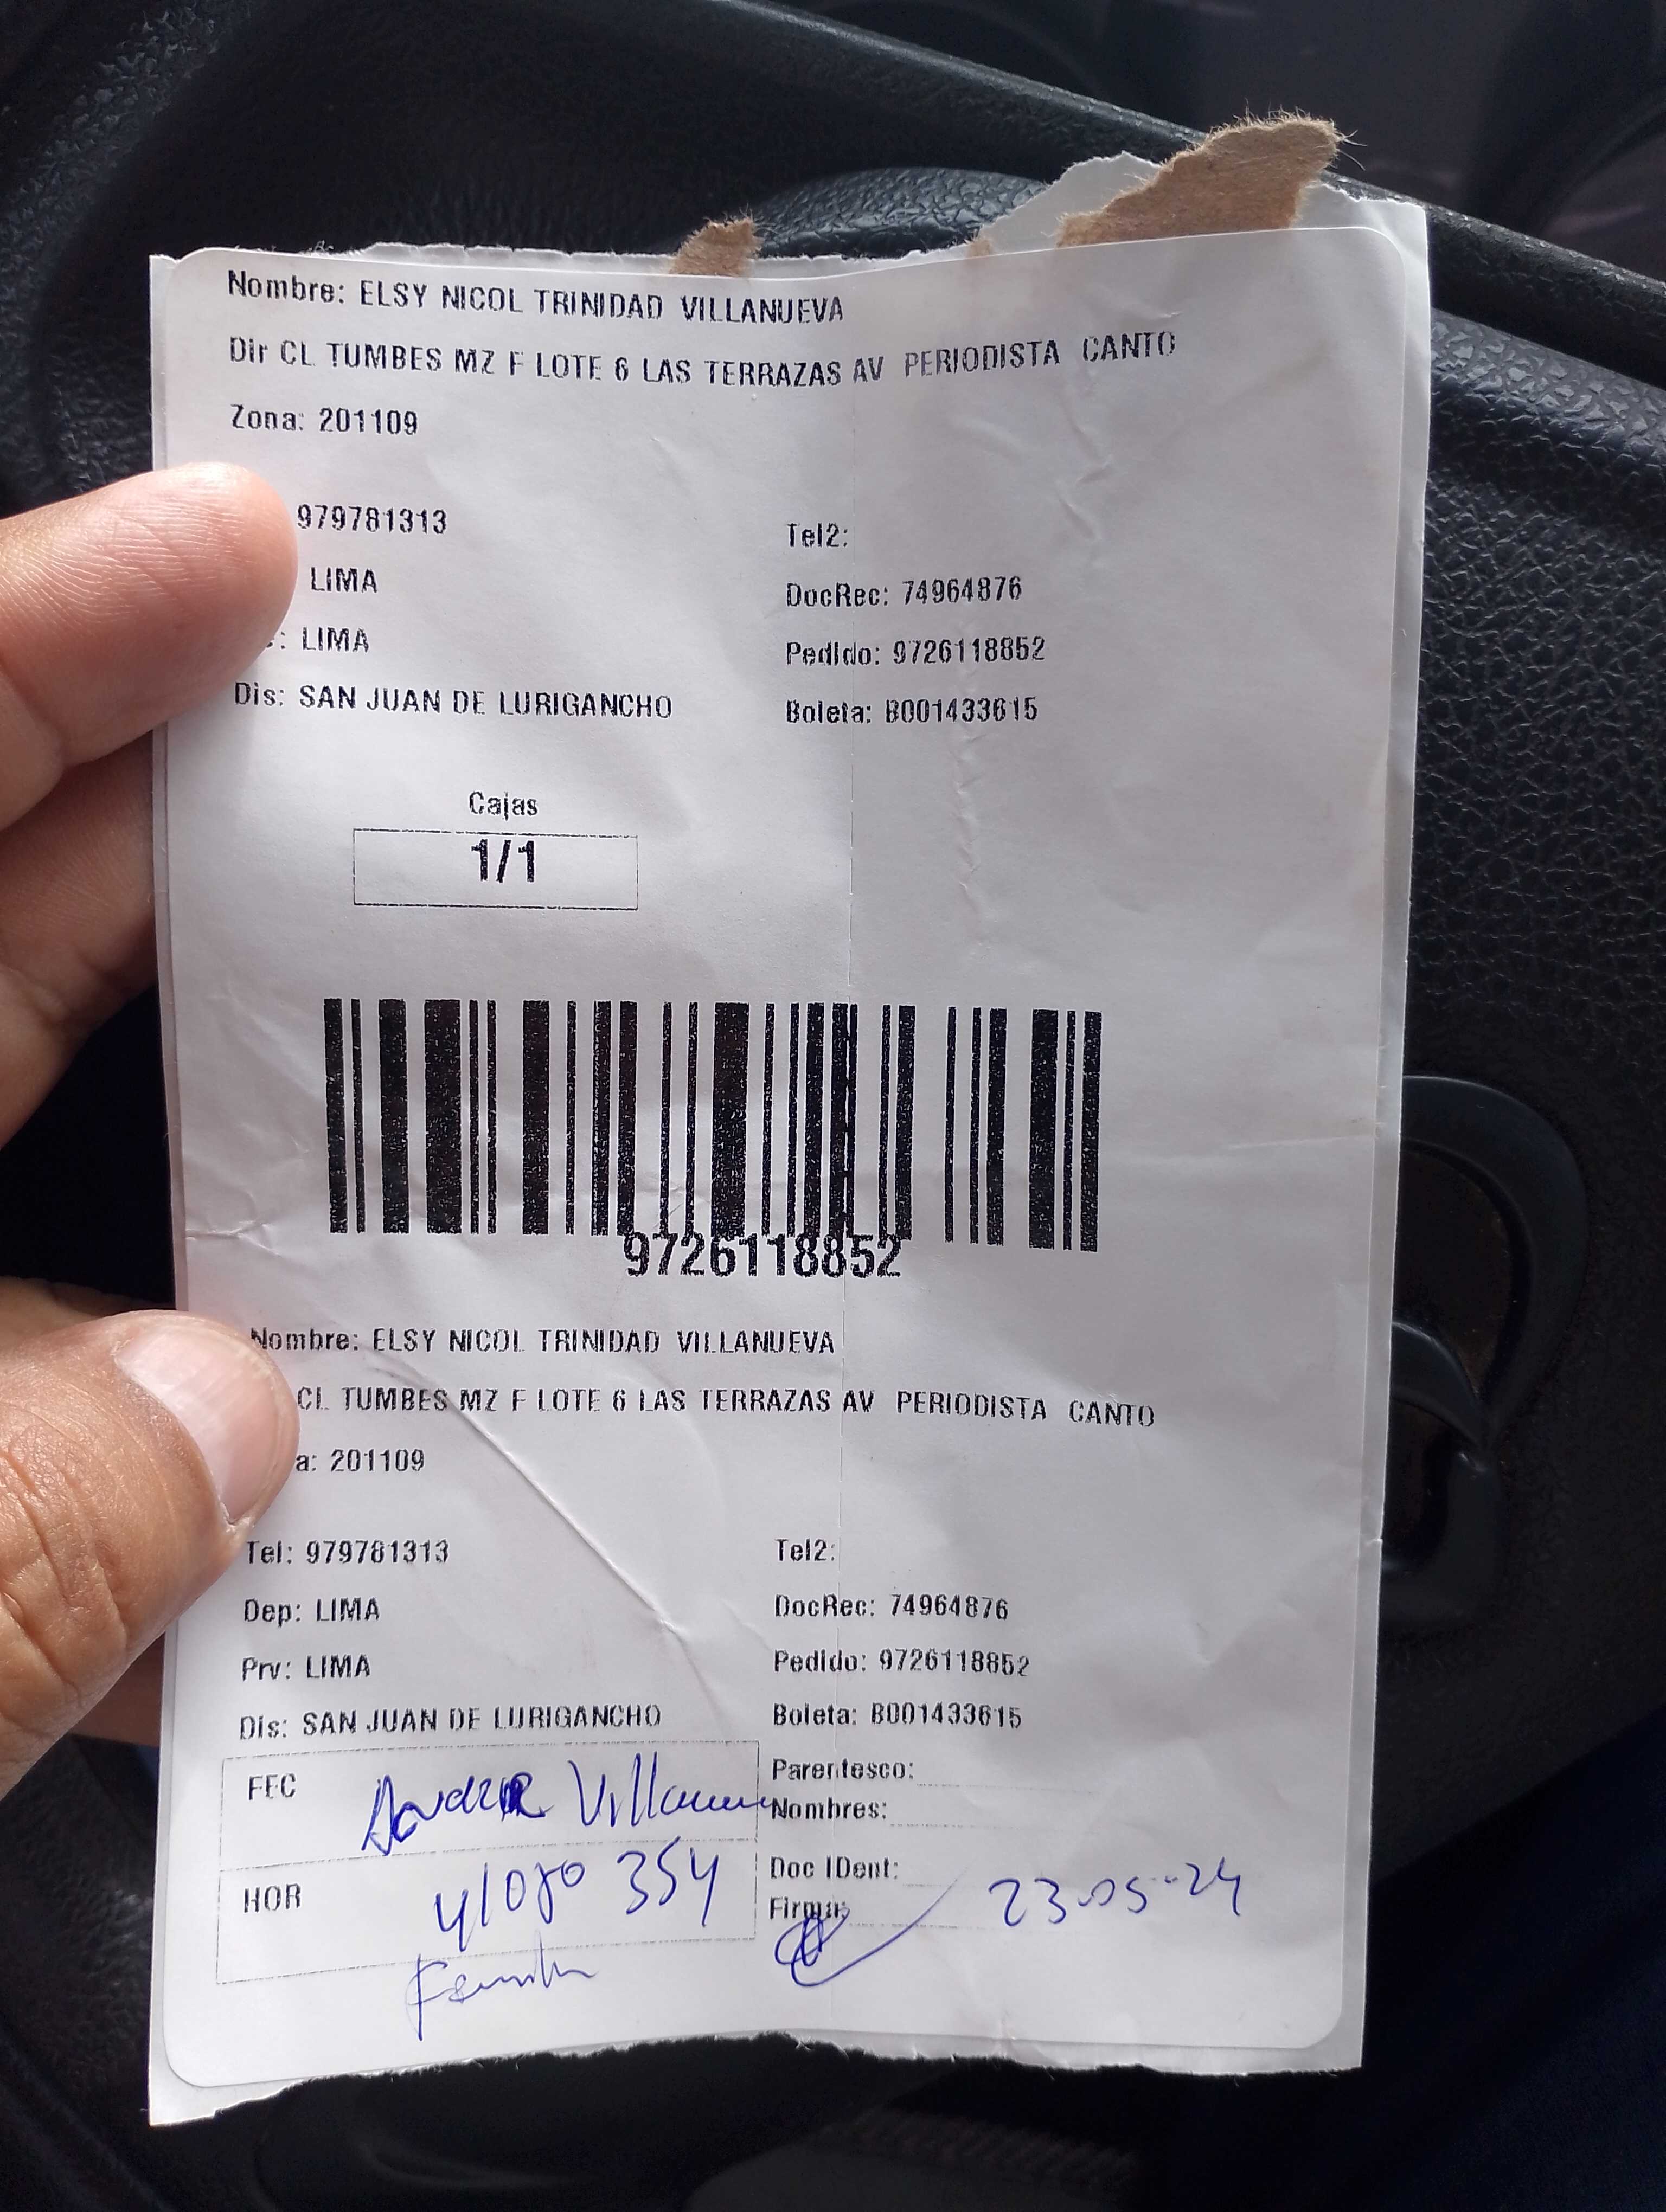 Nombre: ELSY NICOL TRINIDAD VILLANUEVA
Dir CL TUMBES MZ F LOTE 6 LAS TERRAZAS AV PERIODISTA CANTO
Zona: 201109
979781313 Tel2:
LIMA DocRec: 74964876
: LIMA Pedido: 9726118852
Dis: SAN JUAN DE LURIGANCHO Boleta: B001433615
Cajas
1/1
9726118852
Nombre: ELSY NICOL TRINIDAD VILLANUEVA
CL TUMBES MZ F LOTE 6 LAS TERRAZAS AV PERIODISTA CANTO
a: 201109
Tel: 979781313 Tel2:
Dep: LIMA DocRec: 74964876
Prv: LIMA Pedido: 9726118852
Dis: SAN JUAN DE LURIGANCHO Boleta: B001433615
FEC Parentesco:
Nombres:
HOR Doc IDent: 23-05-24
Firma: